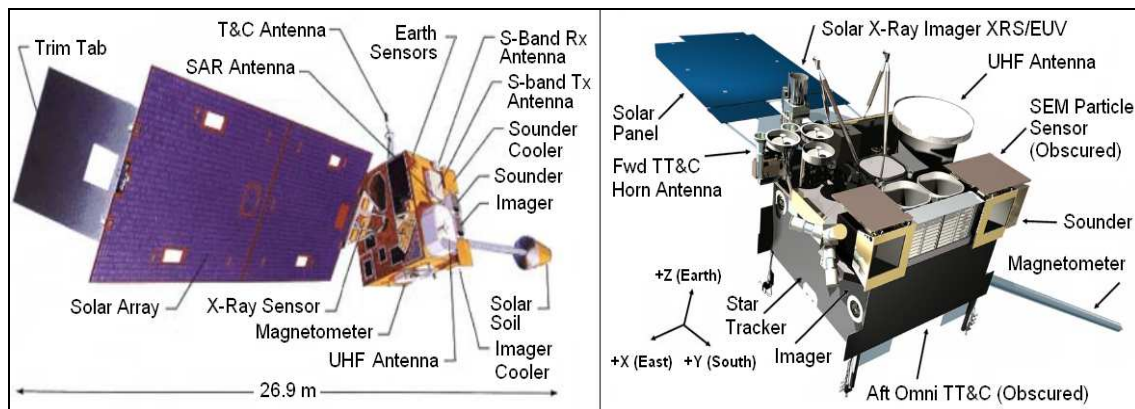 Trim Tab
T&C Antenna
SAR Antenna
Earth
Sensors
S-Band Rx
Antenna
S-band Tx
Antenna
Sounder
Cooler
Sounder
Imager
Solar Array
X-Ray Sensor
Magnetometer
UHF Antenna
Solar
Soil
Imager
Cooler
26.9 m
Solar X-Ray Imager XRS/EUV
UHF Antenna
Solar
Panel
SEM Particle
Sensor
(Obscured)
Fwd TT&C
Horn Antenna
Sounder
Magnetometer
+Z (Earth)
Star
Tracker
Imager
+X (East)
+Y (South)
Aft Omni TT&C (Obscured)